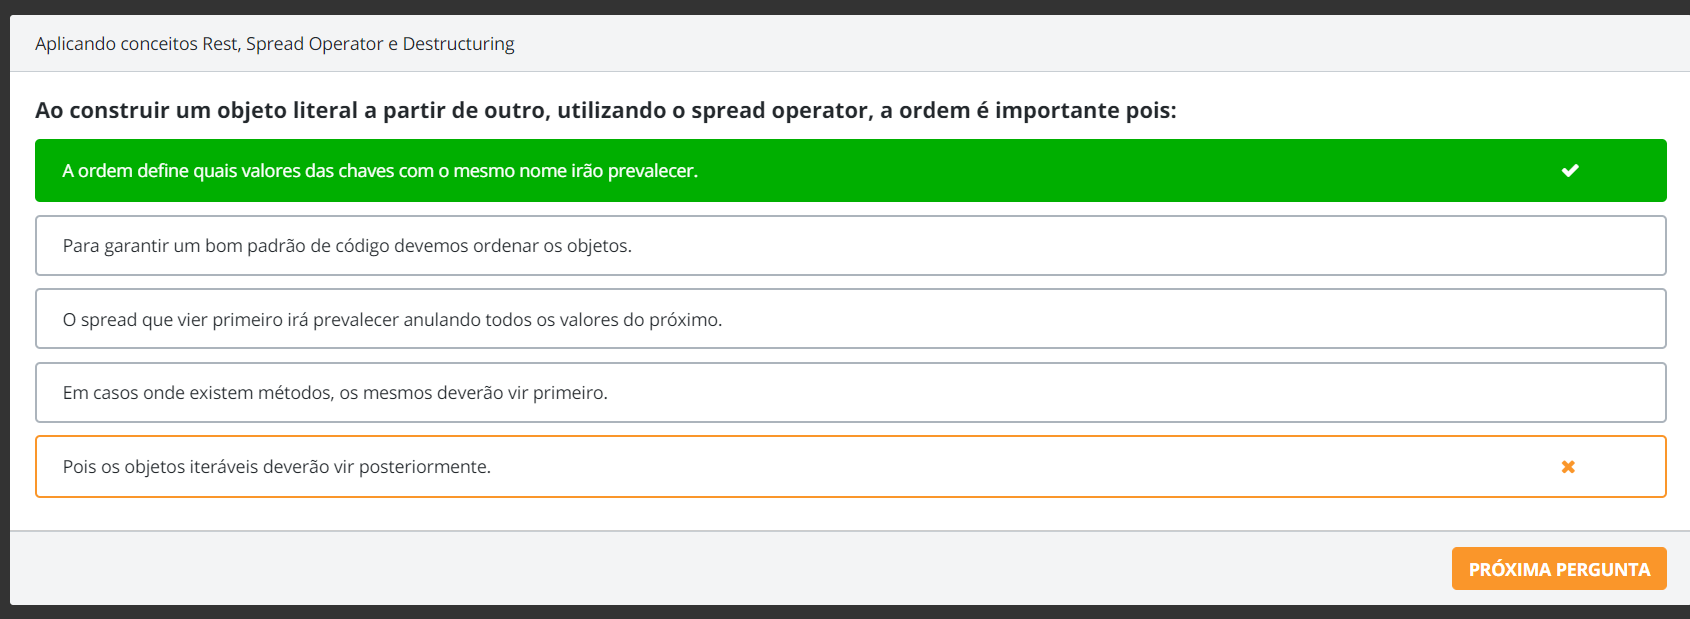 Aplicando conceitos Rest, Spread Operator e Destructuring
Ao construir um objeto literal a partir de outro, utilizando o spread operator, a ordem é importante pois:
A ordem define quais valores das chaves com o mesmo nome irão prevalecer.
Para garantir um bom padrão de código devemos ordenar os objetos.
O spread que vier primeiro irá prevalecer anulando todos os valores do próximo.
Em casos onde existem métodos, os mesmos deverão vir primeiro.
Pois os objetos iteráveis deverão vir posteriormente.
PRÓXIMA PERGUNTA